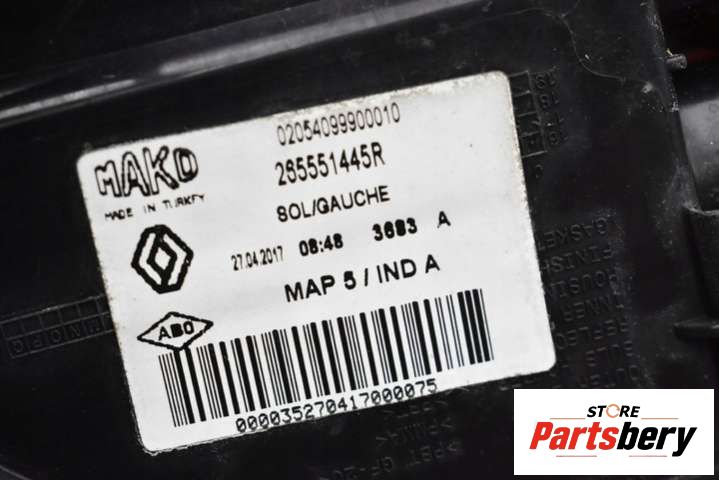 02054099900010
MAKO
265551445R
MADE IN TURKEY
SOL/GAUCHE
27.04.2017 08:48 3683 A
MAP 5 / IND A
ABO
000035270417000075
STORE
Partsbery